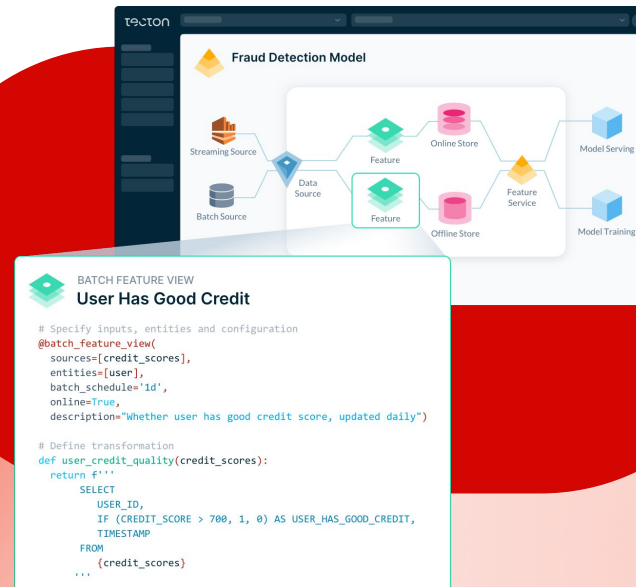 TECTON
Fraud Detection Model
Streaming Source
Batch Source
Data
Source
Feature
Feature
Online Store
Offline Store
Feature
Service
Model Serving
Model Training
BATCH FEATURE VIEW
User Has Good Credit
# Specify inputs, entities and configuration
@batch_feature_view(
  sources=[credit_scores],
  entities=[user],
  batch_schedule='1d',
  online=True,
  description="Whether user has good credit score, updated daily")
# Define transformation
def user_credit_quality(credit_scores):
  return f'''
      SELECT
         USER_ID,
         IF (CREDIT_SCORE > 700, 1, 0) AS USER_HAS_GOOD_CREDIT,
         TIMESTAMP
      FROM
         {credit_scores}
     '''